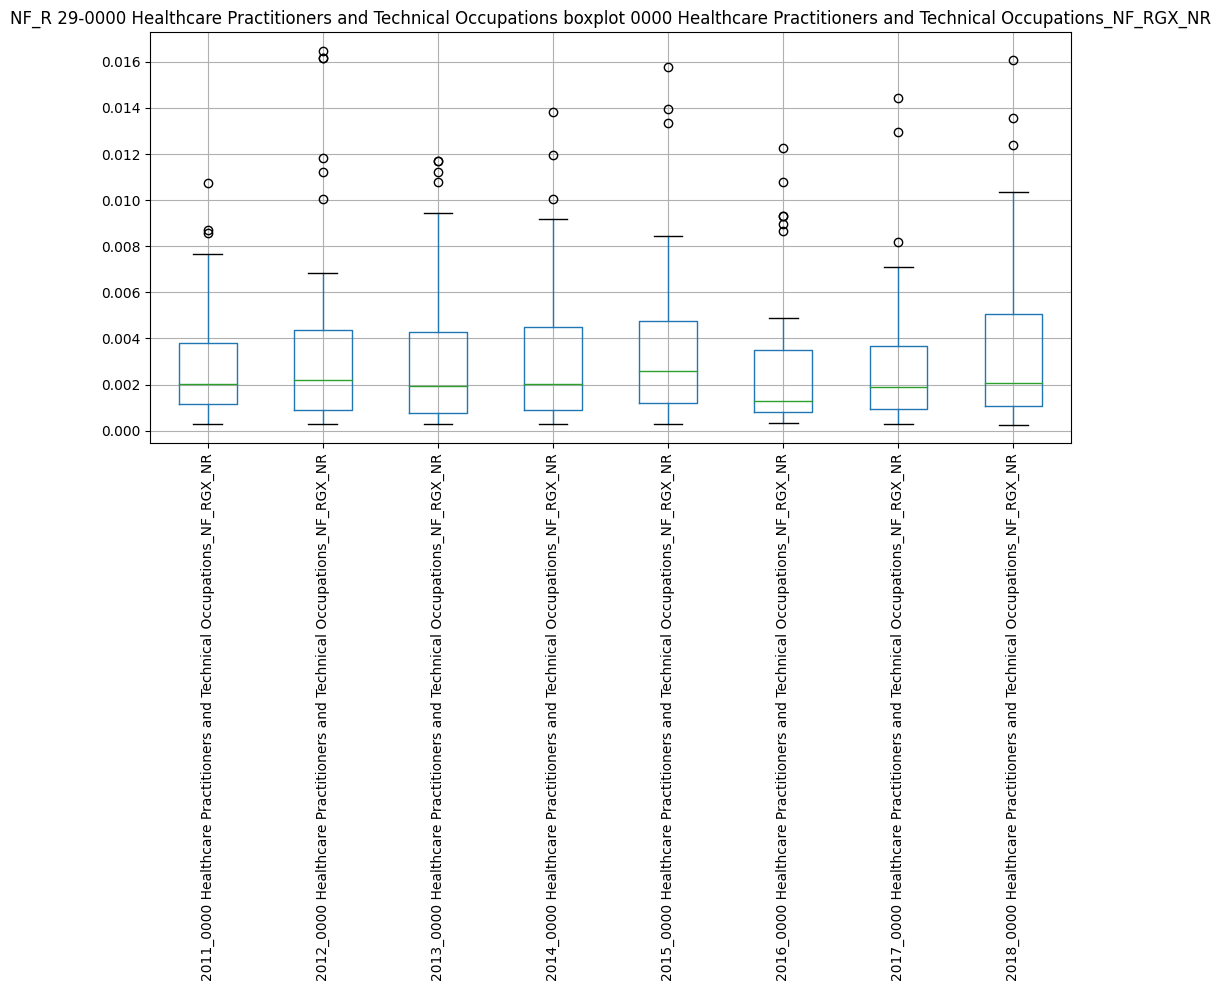 NF_R 29-0000 Healthcare Practitioners and Technical Occupations boxplot 0000 Healthcare Practitioners and Technical Occupations_NF_RGX_NR
0.016
0.014
0.012
0.010
0.008
0.006
0.004
0.002
0.000
2011_0000 Healthcare Practitioners and Technical Occupations_NF_RGX_NR
2012_0000 Healthcare Practitioners and Technical Occupations_NF_RGX_NR
2013_0000 Healthcare Practitioners and Technical Occupations_NF_RGX_NR
2014_0000 Healthcare Practitioners and Technical Occupations_NF_RGX_NR
2015_0000 Healthcare Practitioners and Technical Occupations_NF_RGX_NR
2016_0000 Healthcare Practitioners and Technical Occupations_NF_RGX_NR
2017_0000 Healthcare Practitioners and Technical Occupations_NF_RGX_NR
2018_0000 Healthcare Practitioners and Technical Occupations_NF_RGX_NR